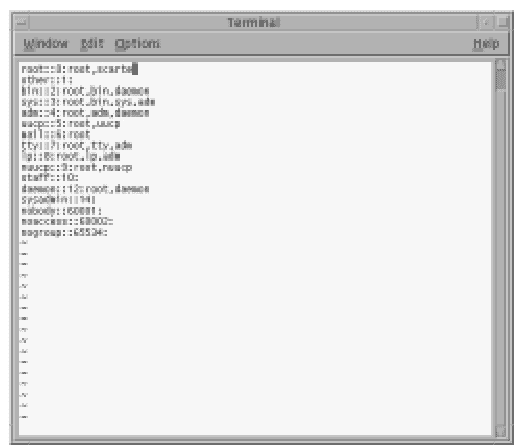 Terminal
Window Edit Options Help
root::0:root,scarta
other::1:
bin::2:root,bin,daemon
sys::3:root,bin,sys,adm
adm::4:root,adm,daemon
uucp::5:root,uucp
mail::6:root
tty::7:root,tty,adm
lp::8:root,lp,adm
nuucp::9:root,nuucp
staff::10:
daemon::12:root,daemon
sysadmin::14:
nobody::60001:
noaccess::60002:
nogroup::65534:
~
~
~
~
~
~
~
~
~
~
~
~
~
~